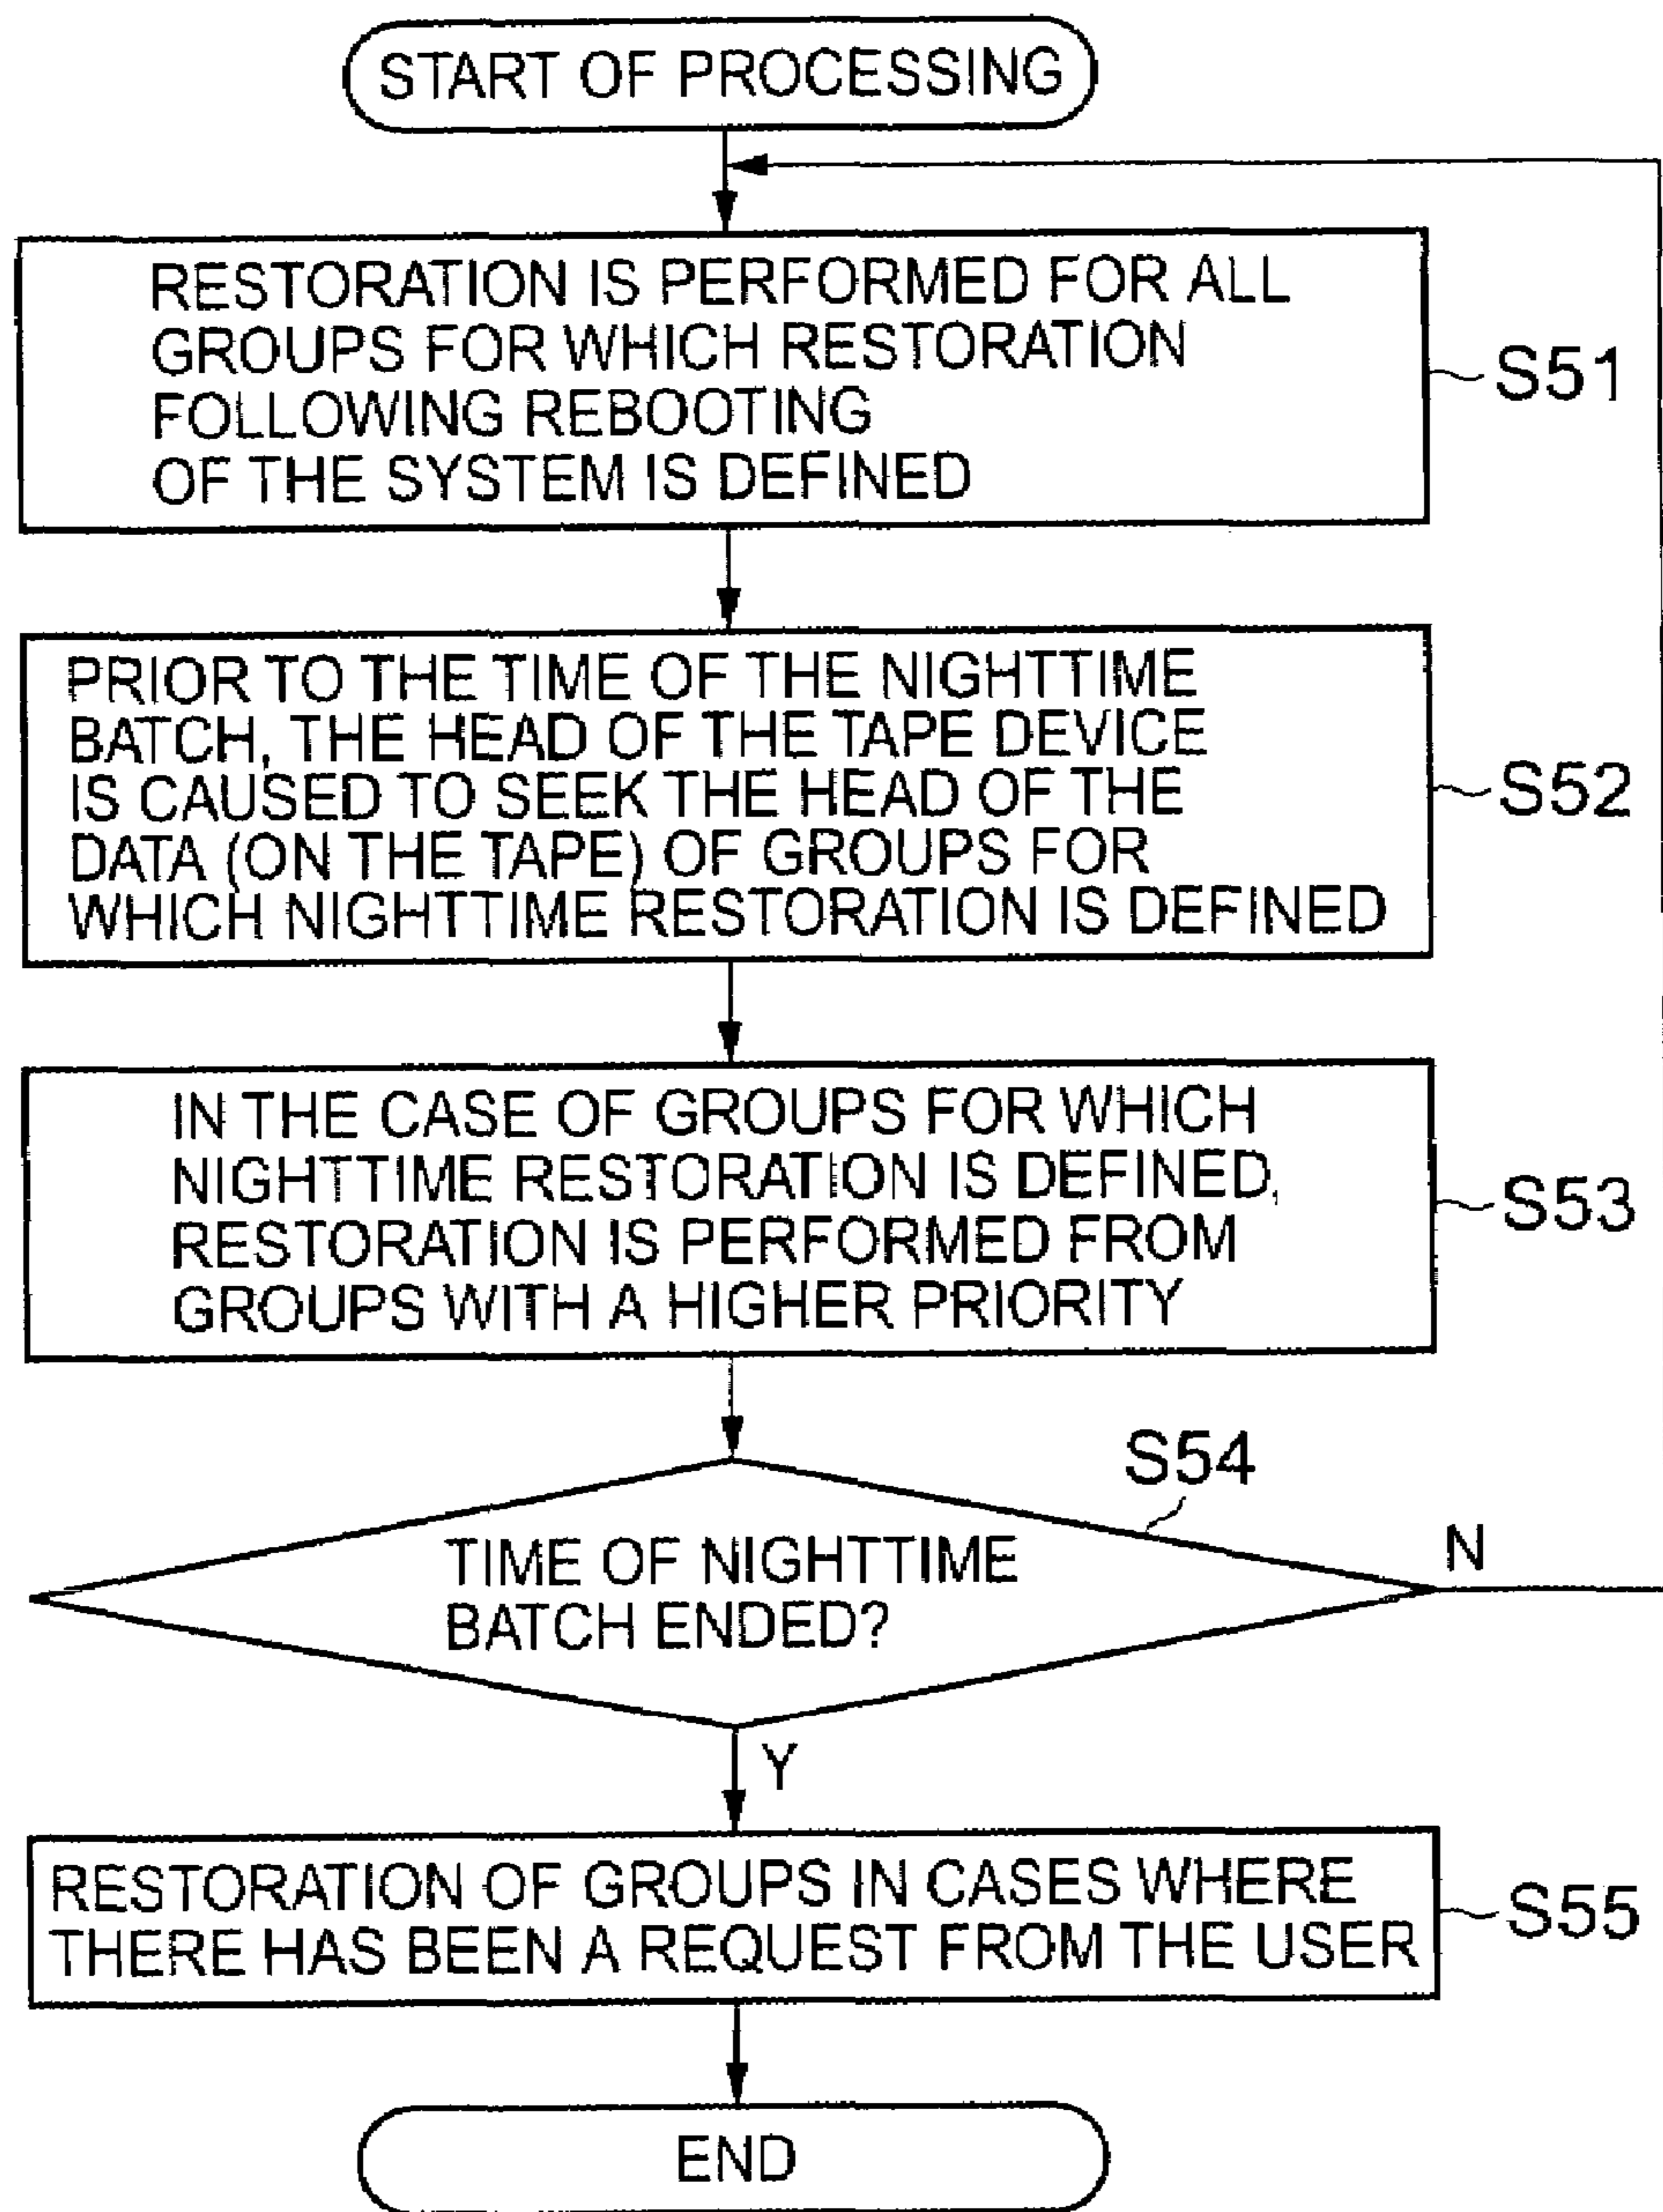 START OF PROCESSING
RESTORATION IS PERFORMED FOR ALL
GROUPS FOR WHICH RESTORATION
FOLLOWING REBOOTING
OF THE SYSTEM IS DEFINED
S51
PRIOR TO THE TIME OF THE NIGHTTIME
BATCH, THE HEAD OF THE TAPE DEVICE
IS CAUSED TO SEEK THE HEAD OF THE
DATA (ON THE TAPE) OF GROUPS FOR
WHICH NIGHTTIME RESTORATION IS DEFINED
S52
IN THE CASE OF GROUPS FOR WHICH
NIGHTTIME RESTORATION IS DEFINED,
RESTORATION IS PERFORMED FROM
GROUPS WITH A HIGHER PRIORITY
S53
S54
TIME OF NIGHTTIME
BATCH ENDED?
N
Y
RESTORATION OF GROUPS IN CASES WHERE
THERE HAS BEEN A REQUEST FROM THE USER
S55
END